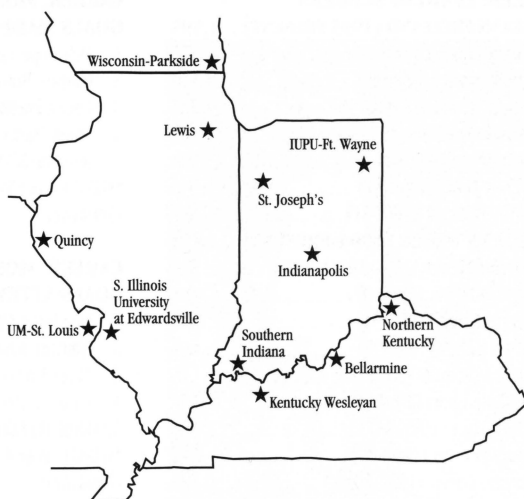 Wisconsin-Parkside
Lewis
IUPU-Ft. Wayne
St. Joseph's
Quincy
Indianapolis
S. Illinois
University
at Edwardsville
UM-St. Louis
Northern
Kentucky
Southern
Indiana
Bellarmine
Kentucky Wesleyan